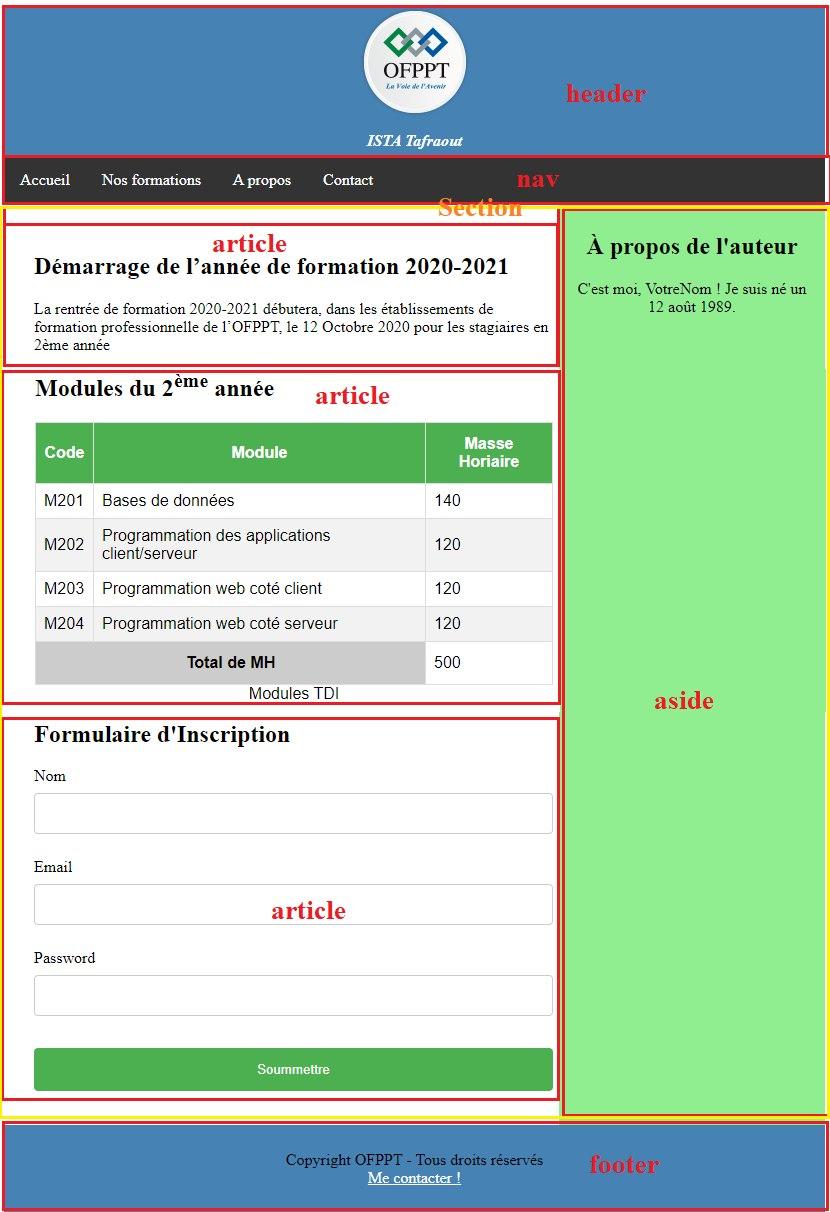 OFPPT
La Voie de l'Avenir
header
ISTA Tafraout
Accueil Nos formations A propos Contact nav
Section
article
Démarrage de l’année de formation 2020-2021
La rentrée de formation 2020-2021 débutera, dans les établissements de
formation professionnelle de l’OFPPT, le 12 Octobre 2020 pour les stagiaires en
2ème année
À propos de l'auteur
C'est moi, VotreNom ! Je suis né un
12 août 1989.
Modules du 2ème année
article
Code Module Masse
Horiaire
M201 Bases de données 140
M202 Programmation des applications
client/serveur 120
M203 Programmation web coté client 120
M204 Programmation web coté serveur 120
Total de MH 500
Modules TDI
aside
Formulaire d'Inscription
Nom
Email
article
Password
Soummettre
Copyright OFPPT - Tous droits réservés
Me contacter !
footer